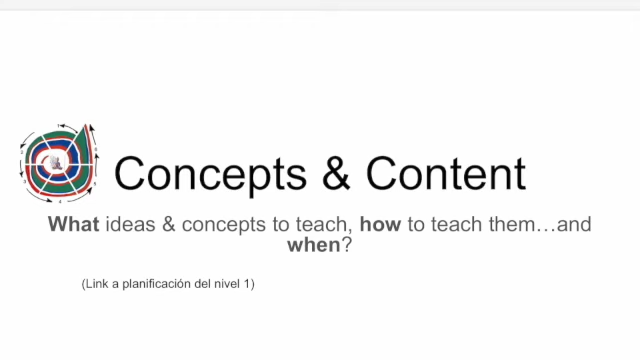 Concepts & Content
What ideas & concepts to teach, how to teach them…and
when?
(Link a planificación del nivel 1)